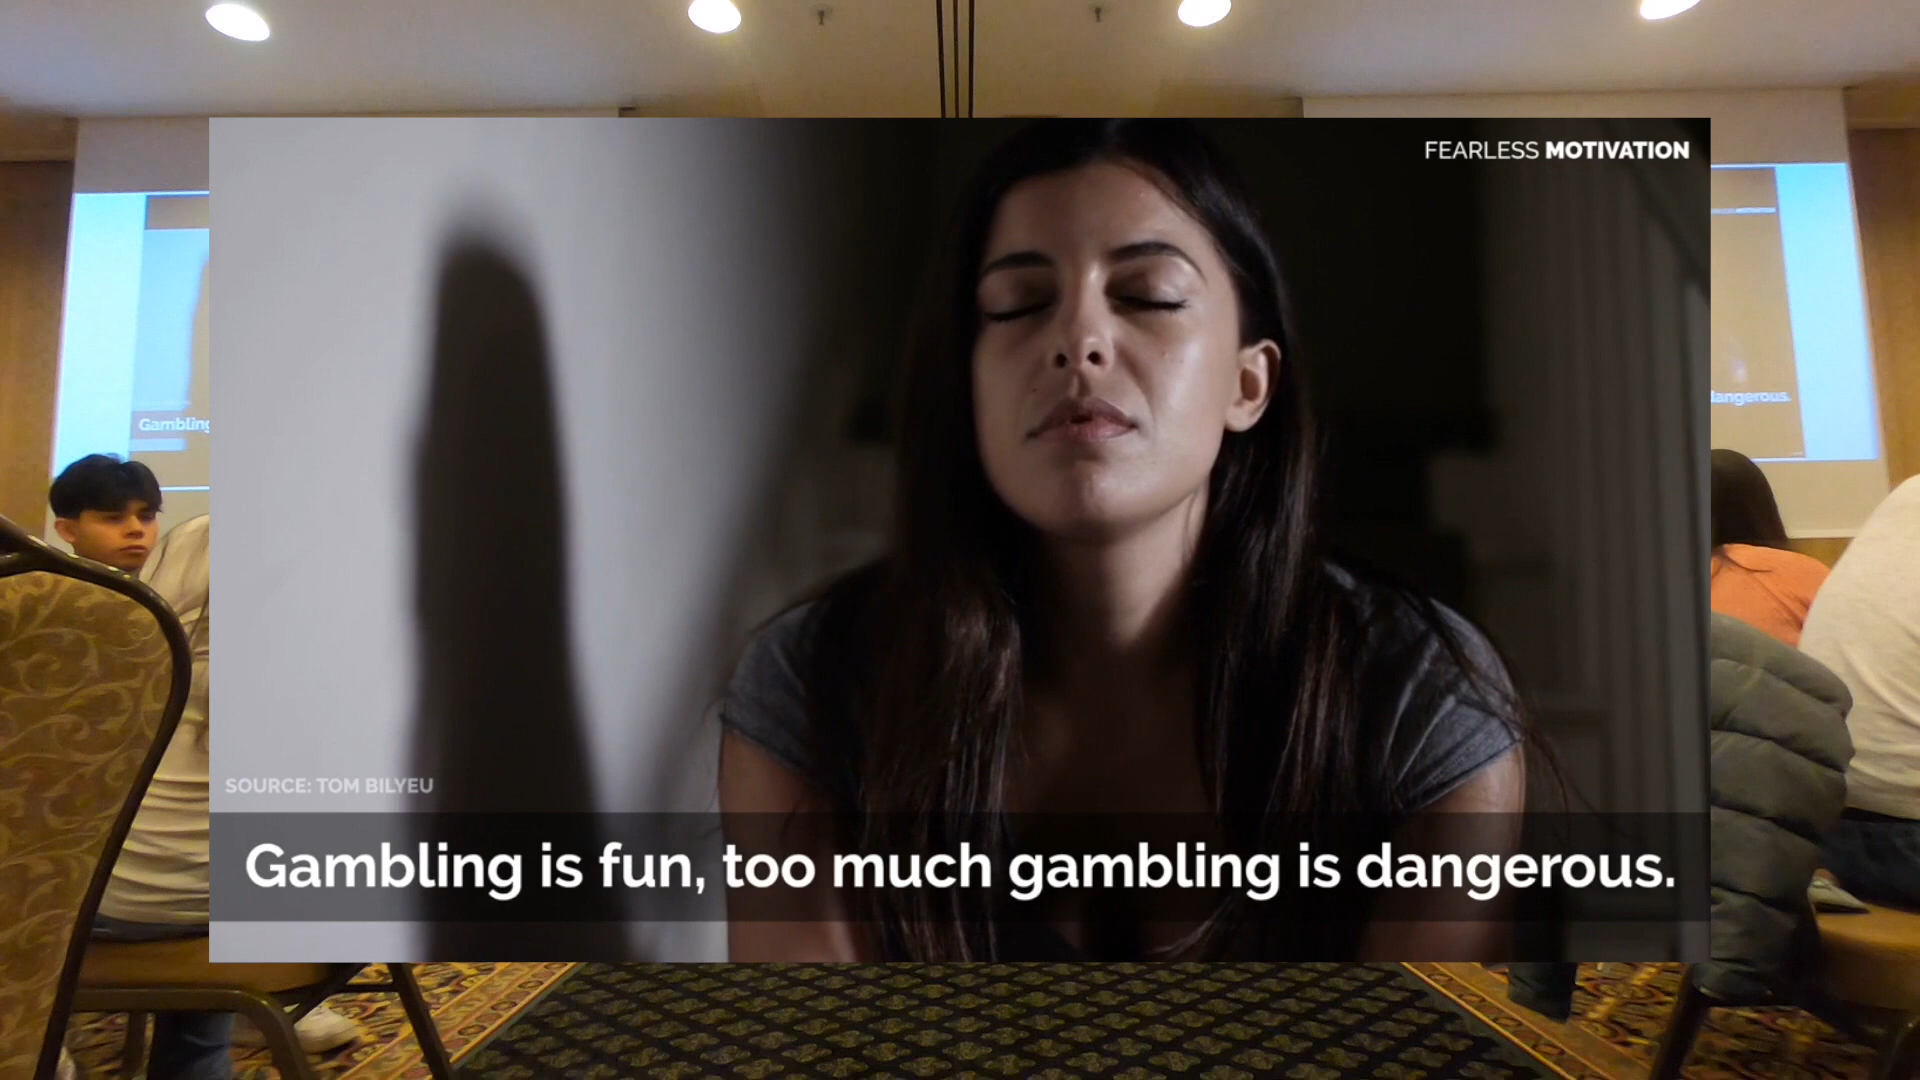 FEARLESS MOTIVATION
Gambling
dangerous.
SOURCE: TOM BILYEU
Gambling is fun, too much gambling is dangerous.